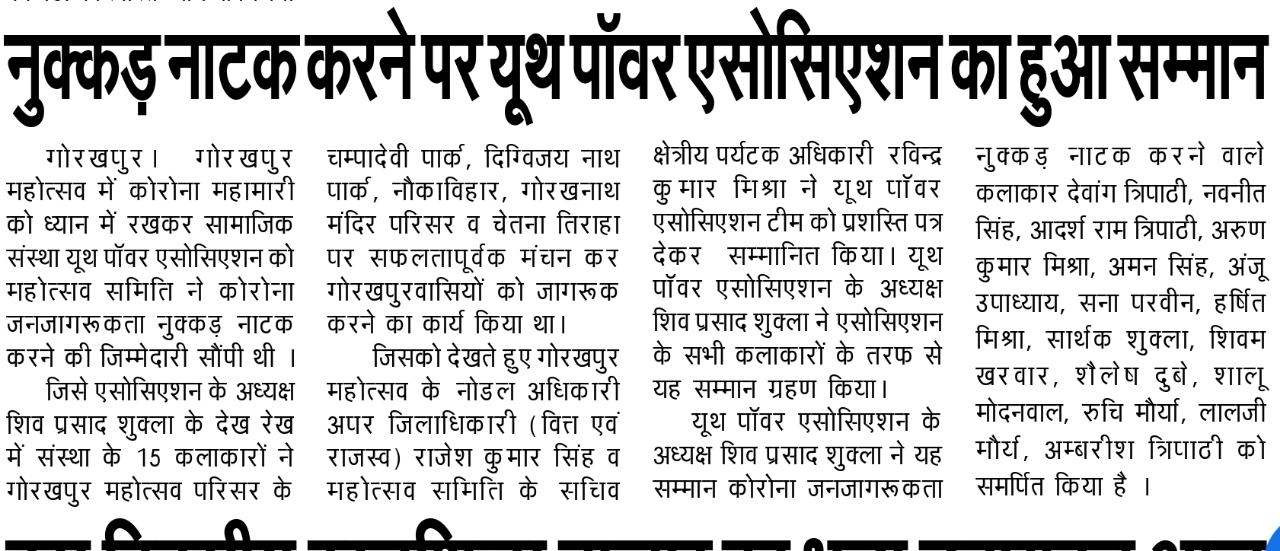 नुक्कड़ नाटक करने पर यूथ पॉवर एसोसिएशन का हुआ सम्मान
गोरखपुर। गोरखपुर
महोत्सव में कोरोना महामारी
को ध्यान में रखकर सामाजिक
संस्था यूथ पॉवर एसोसिएशन को
महोत्सव समिति ने कोरोना
जनजागरूकता नुक्कड़ नाटक
करने की जिम्मेदारी सौंपी थी ।
जिसे एसोसिएशन के अध्यक्ष
शिव प्रसाद शुक्ला के देख रेख
में संस्था के 15 कलाकारों ने
गोरखपुर महोत्सव परिसर के
चम्पादेवी पार्क, दिग्विजय नाथ
पार्क, नौकाविहार, गोरखनाथ
मंदिर परिसर व चेतना तिराहा
पर सफलतापूर्वक मंचन कर
गोरखपुरवासियों को जागरूक
करने का कार्य किया था।
जिसको देखते हुए गोरखपुर
महोत्सव के नोडल अधिकारी
अपर जिलाधिकारी (वित्त एवं
राजस्व) राजेश कुमार सिंह व
महोत्सव समिति के सचिव
क्षेत्रीय पर्यटक अधिकारी रविन्द्र
कुमार मिश्रा ने यूथ पॉवर
एसोसिएशन टीम को प्रशस्ति पत्र
देकर सम्मानित किया। यूथ
पॉवर एसोसिएशन के अध्यक्ष
शिव प्रसाद शुक्ला ने एसोसिएशन
के सभी कलाकारों के तरफ से
यह सम्मान ग्रहण किया।
यूथ पॉवर एसोसिएशन के
अध्यक्ष शिव प्रसाद शुक्ला ने यह
सम्मान कोरोना जनजागरूकता
नुक्कड़ नाटक करने वाले
कलाकार देवांग त्रिपाठी, नवनीत
सिंह, आदर्श राम त्रिपाठी, अरुण
कुमार मिश्रा, अमन सिंह, अंजू
उपाध्याय, सना परवीन, हर्षित
मिश्रा, सार्थक शुक्ला, शिवम
खरवार, शैलेष दुबे, शालू
मोदनवाल, रुचि मौर्या, लालजी
मौर्य, अम्बरीश त्रिपाठी को
समर्पित किया है ।